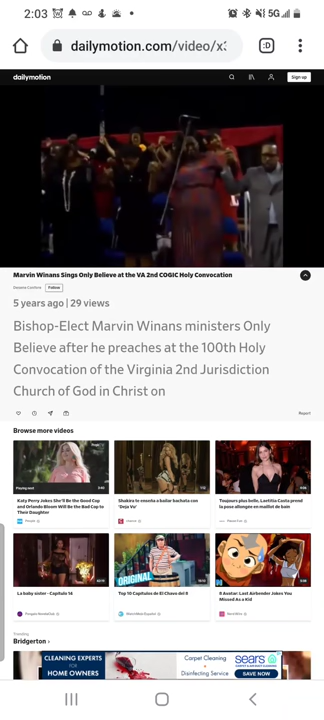 2:03
5G
dailymotion.com/video/x
:D
dailymotion
Sign up
Marvin Winans Sings Only Believe at the VA 2nd COGIC Holy Convocation
Follow
5 years ago | 29 views
Bishop-Elect Marvin Winans ministers Only
Believe after he preaches at the 100th Holy
Convocation of the Virginia 2nd Jurisdiction
Church of God in Christ on
Report
Browse more videos
Playing next
Katy Perry Jokes She'll Be the Good Cop
and Orlando Bloom Will Be the Bad Cop to
Their Daughter
People
Shakira te enseña a bailar bachata con
'Deja Vu'
Toujours plus belle, Laetitia Casta prend
la pose allongée en maillot de bain
La baby sister - Capítulo 14
ORIGINAL
Top 10 Capítulos de El Chavo del 8
8 Avatar: Last Airbender Jokes You
Missed As a Kid
Trending
Bridgerton ›
CLEANING EXPERTS
FOR
HOME OWNERS
Carpet Cleaning
+
Disinfecting Service
sears
SAVE NOW